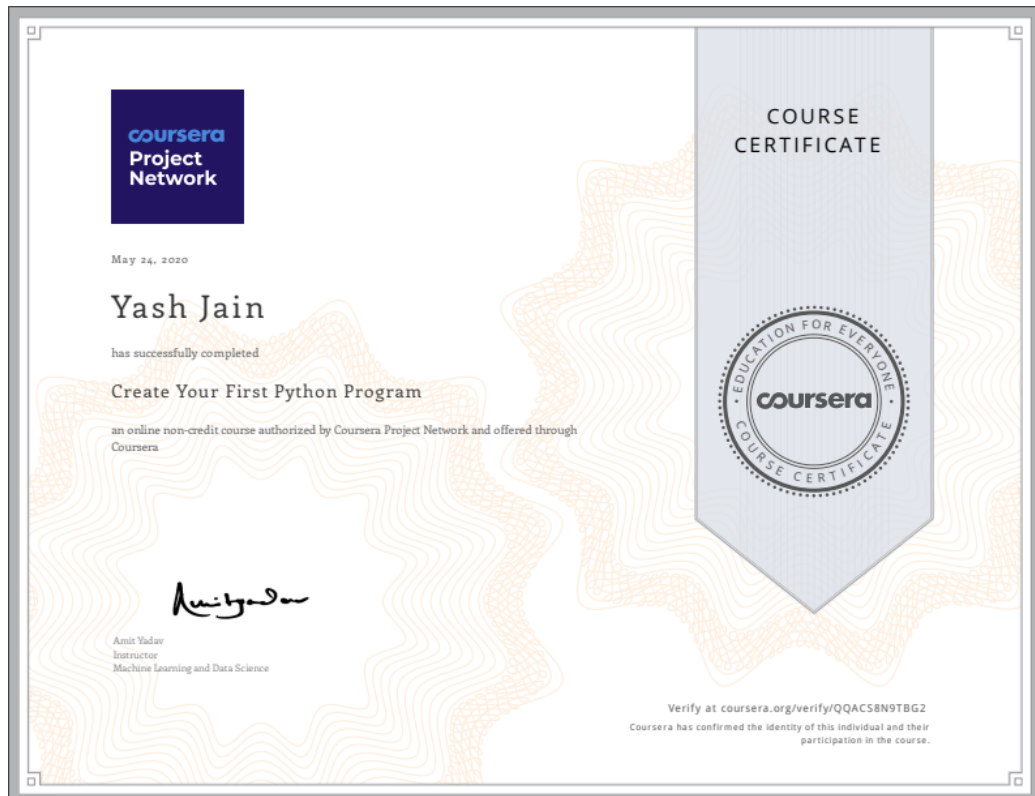 coursera
Project
Network
COURSE
CERTIFICATE
May 24, 2020
Yash Jain
has successfully completed
Create Your First Python Program
an online non-credit course authorized by Coursera Project Network and offered through
Coursera
EDUCATION FOR EVERYONE
coursera
COURSE CERTIFICATE
Amit Yadav
Amit Yadav
Instructor
Machine Learning and Data Science
Verify at coursera.org/verify/QQACS8N9TBG2
Coursera has confirmed the identity of this individual and their
participation in the course.